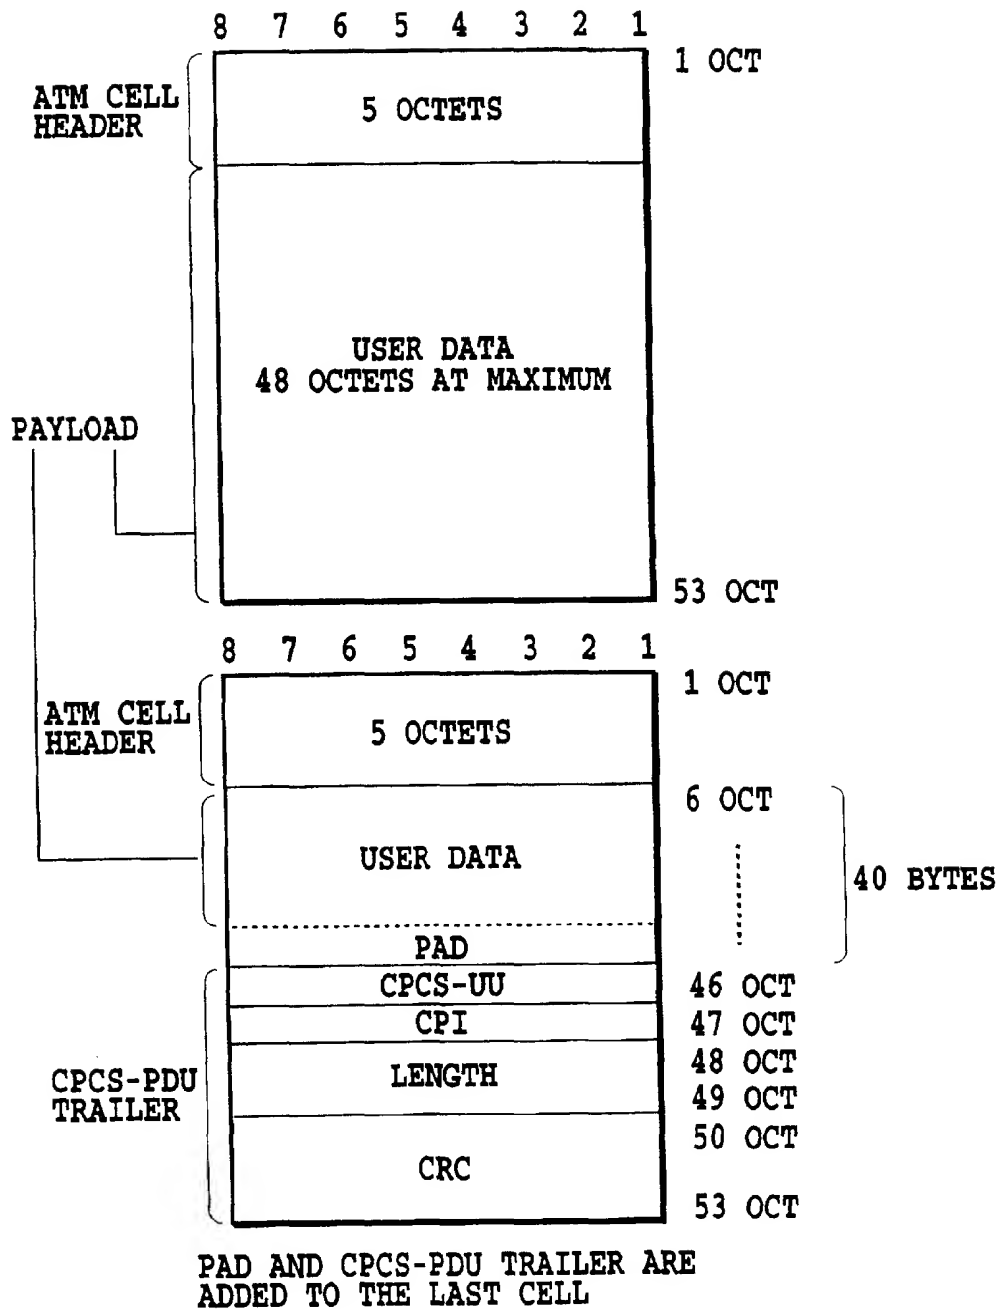 8 7 6 5 4 3 2 1
1 OCT
ATM CELL
HEADER
5 OCTETS
USER DATA
48 OCTETS AT MAXIMUM
PAYLOAD
53 OCT
8 7 6 5 4 3 2 1
1 OCT
ATM CELL
HEADER
5 OCTETS
6 OCT
USER DATA
40 BYTES
PAD
CPCS-UU
46 OCT
CPI
47 OCT
CPCS-PDU
TRAILER
LENGTH
48 OCT
49 OCT
50 OCT
CRC
53 OCT
PAD AND CPCS-PDU TRAILER ARE
ADDED TO THE LAST CELL